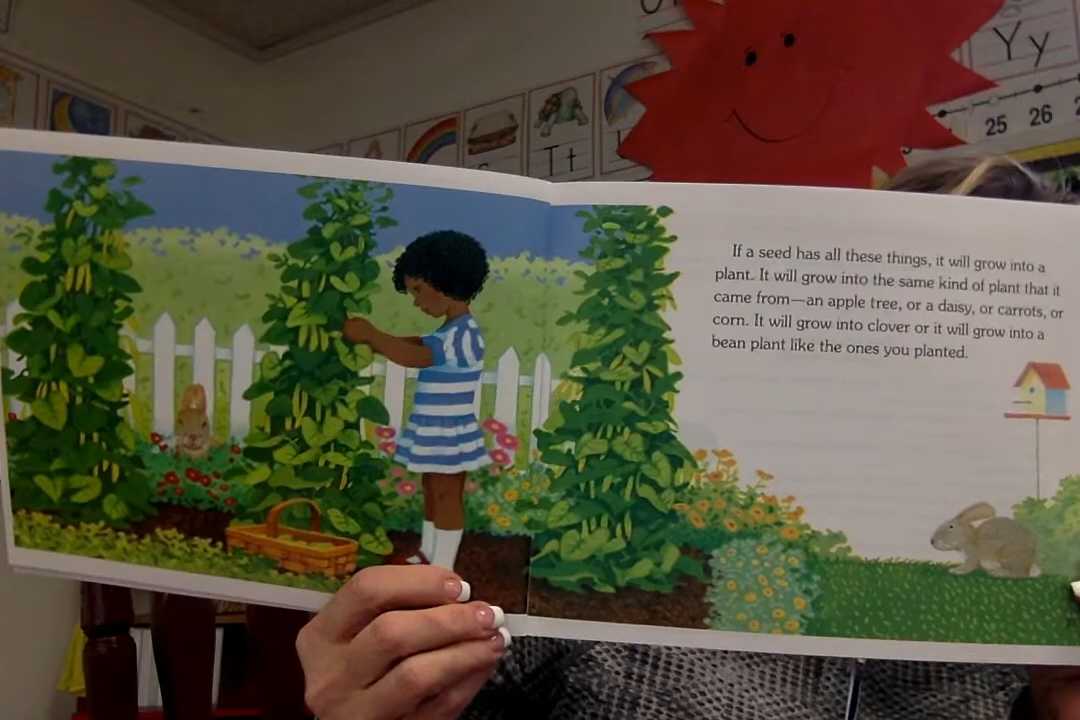 Yy
25 26
Tt
If a seed has all these things, it will grow into a
plant. It will grow into the same kind of plant that it
came from—an apple tree, or a daisy, or carrots, or
corn. It will grow into clover or it will grow into a
bean plant like the ones you planted.